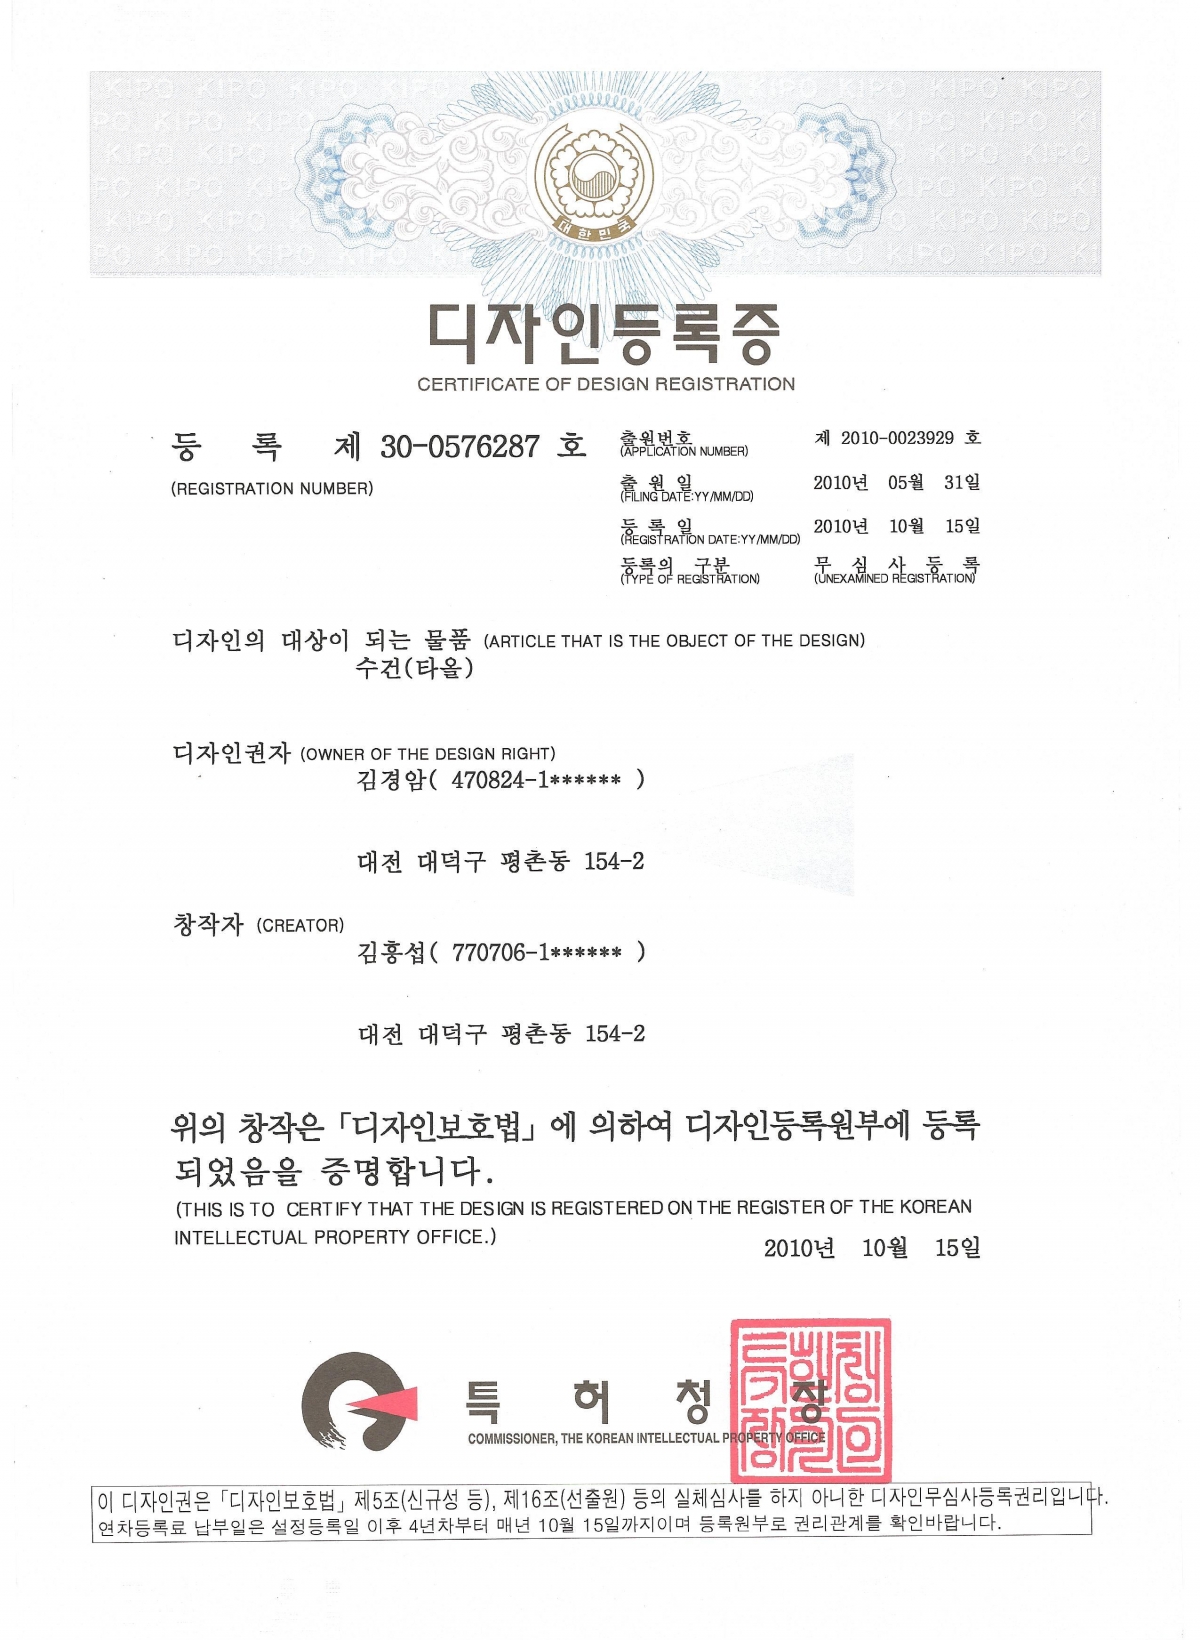 대한민국
디자인등록증
CERTIFICATE OF DESIGN REGISTRATION
등 록 제 30-0576287 호
(REGISTRATION NUMBER)
출원번호 제 2010-0023929 호
(APPLICATION NUMBER)
출 원 일 2010년 05월 31일
(FILING DATE:YY/MM/DD)
등 록 일 2010년 10월 15일
(REGISTRATION DATE:YY/MM/DD)
등록의 구분 무 심 사 등 록
(TYPE OF REGISTRATION) (UNEXAMINED REGISTRATION)
디자인의 대상이 되는 물품 (ARTICLE THAT IS THE OBJECT OF THE DESIGN)
수건(타올)
디자인권자 (OWNER OF THE DESIGN RIGHT)
김경암( 470824-1****** )
대전 대덕구 평촌동 154-2
창작자 (CREATOR)
김홍섭( 770706-1****** )
대전 대덕구 평촌동 154-2
위의 창작은 「디자인보호법」에 의하여 디자인등록원부에 등록
되었음을 증명합니다.
(THIS IS TO CERTIFY THAT THE DESIGN IS REGISTERED ON THE REGISTER OF THE KOREAN
INTELLECTUAL PROPERTY OFFICE.)
2010년 10월 15일
특 허 청 장
COMMISSIONER, THE KOREAN INTELLECTUAL PROPERTY OFFICE
이 디자인권은 「디자인보호법」 제5조(신규성 등), 제16조(선출원) 등의 실체심사를 하지 아니한 디자인무심사등록권리입니다.
연차등록료 납부일은 설정등록일 이후 4년차부터 매년 10월 15일까지이며 등록원부로 권리관계를 확인바랍니다.